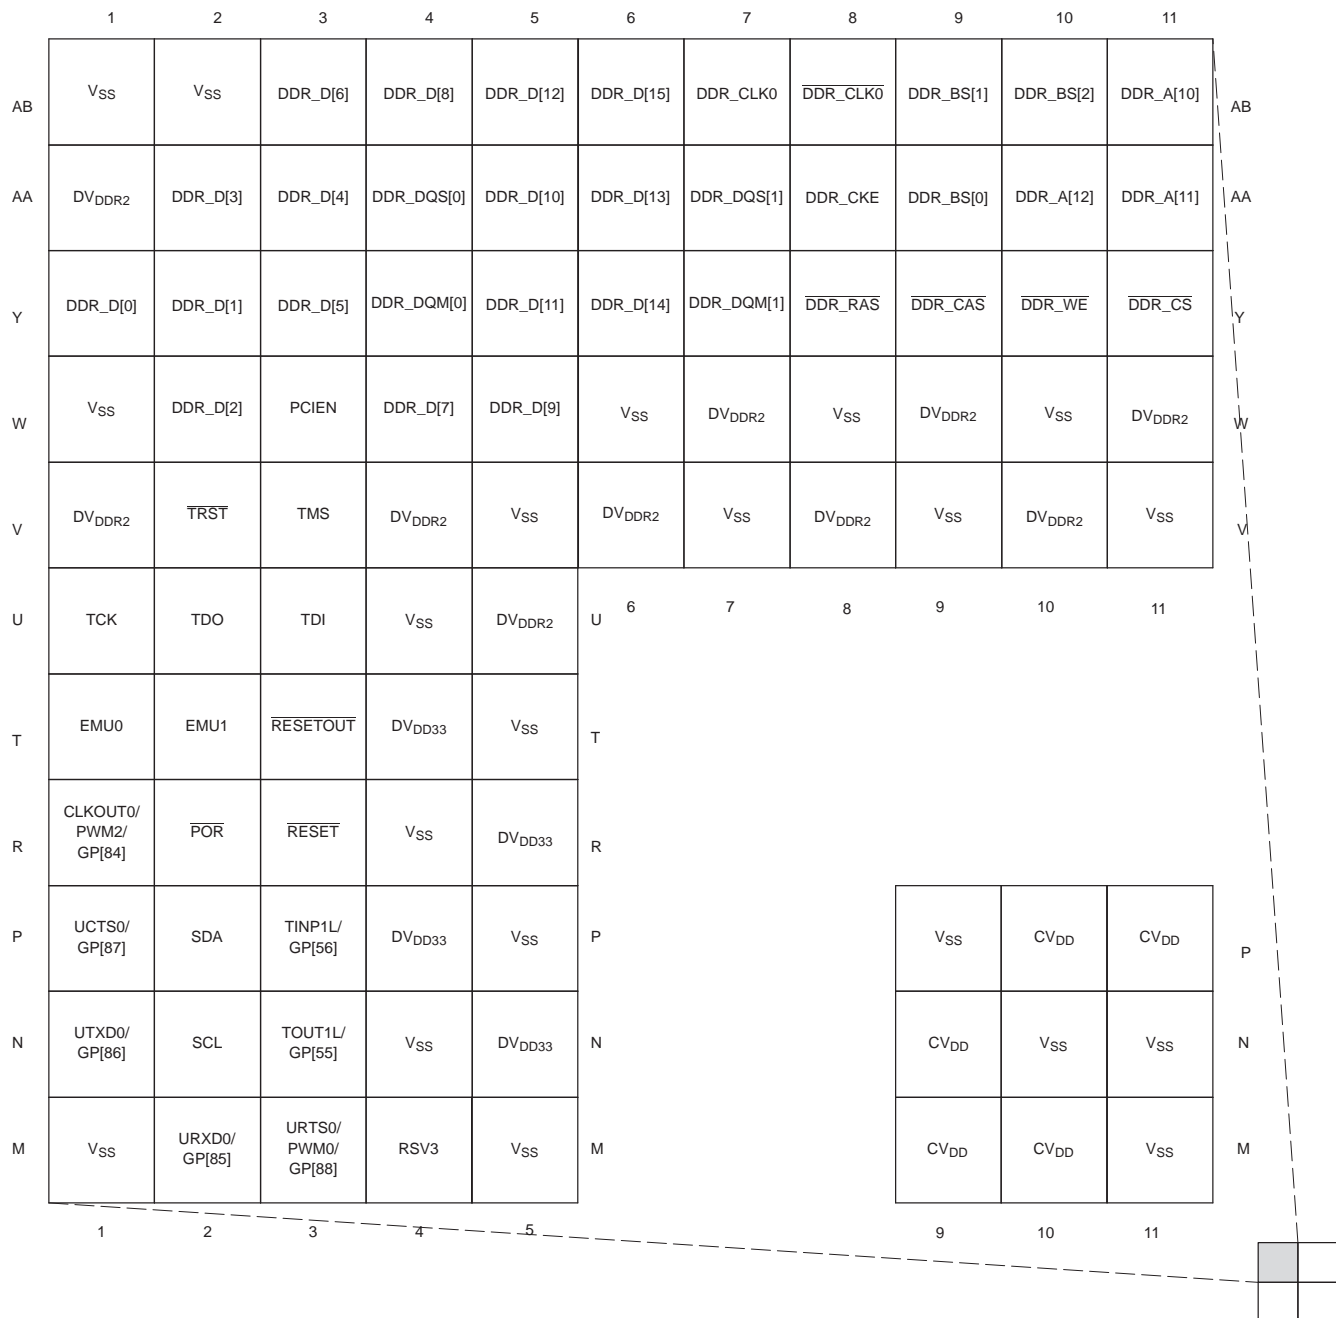 1 2 3 4 5 6 7 8 9 10 11
AB VSS VSS DDR_D[6] DDR_D[8] DDR_D[12] DDR_D[15] DDR_CLK0 DDR_CLK0 DDR_BS[1] DDR_BS[2] DDR_A[10] AB
AA DVDDR2 DDR_D[3] DDR_D[4] DDR_DQS[0] DDR_D[10] DDR_D[13] DDR_DQS[1] DDR_CKE DDR_BS[0] DDR_A[12] DDR_A[11] AA
Y DDR_D[0] DDR_D[1] DDR_D[5] DDR_DQM[0] DDR_D[11] DDR_D[14] DDR_DQM[1] DDR_RAS DDR_CAS DDR_WE DDR_CS Y
W VSS DDR_D[2] PCIEN DDR_D[7] DDR_D[9] VSS DVDDR2 VSS DVDDR2 VSS DVDDR2 W
V DVDDR2 TRST TMS DVDDR2 VSS DVDDR2 VSS DVDDR2 VSS DVDDR2 VSS V
U TCK TDO TDI VSS DVDDR2 U 6 7 8 9 10 11
T EMU0 EMU1 RESETOUT DVDD33 VSS T
R CLKOUT0/
PWM2/
GP[84] POR RESET VSS DVDD33 R
P UCTS0/
GP[87] SDA TINP1L/
GP[56] DVDD33 VSS P VSS CVDD CVDD P
N UTXD0/
GP[86] SCL TOUT1L/
GP[55] VSS DVDD33 N CVDD VSS VSS N
M VSS URXD0/
GP[85] URTS0/
PWM0/
GP[88] RSV3 VSS M CVDD CVDD VSS M
1 2 3 4 5 9 10 11